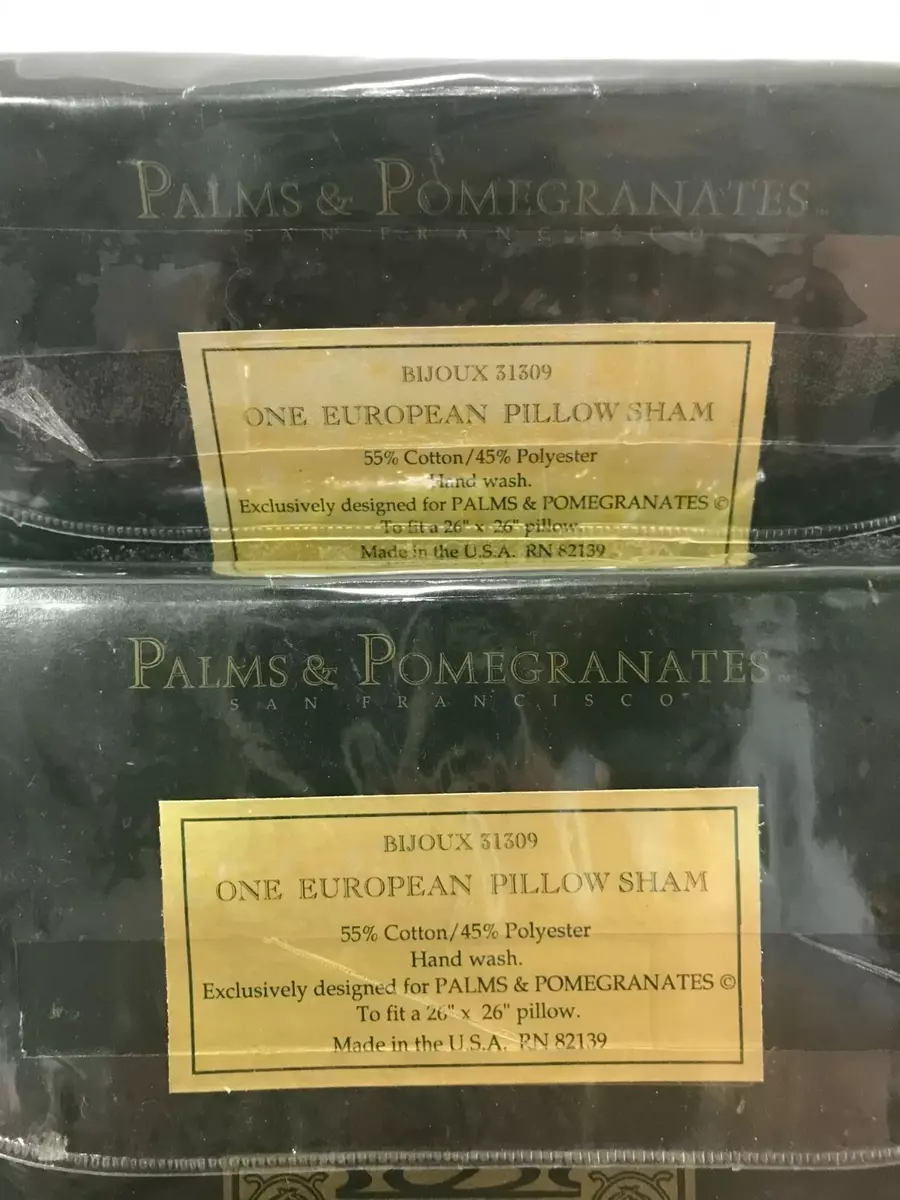 PALMS & POMEGRANATES™
SAN FRANCISCO
BIJOUX 31309
ONE EUROPEAN PILLOW SHAM
55% Cotton/45% Polyester
Hand wash.
Exclusively designed for PALMS & POMEGRANATES ©
To fit a 26" x 26" pillow.
Made in the U.S.A. RN 82139
PALMS & POMEGRANATES™
SAN FRANCISCO
BIJOUX 31309
ONE EUROPEAN PILLOW SHAM
55% Cotton/45% Polyester
Hand wash.
Exclusively designed for PALMS & POMEGRANATES ©
To fit a 26" x 26" pillow.
Made in the U.S.A. RN 82139